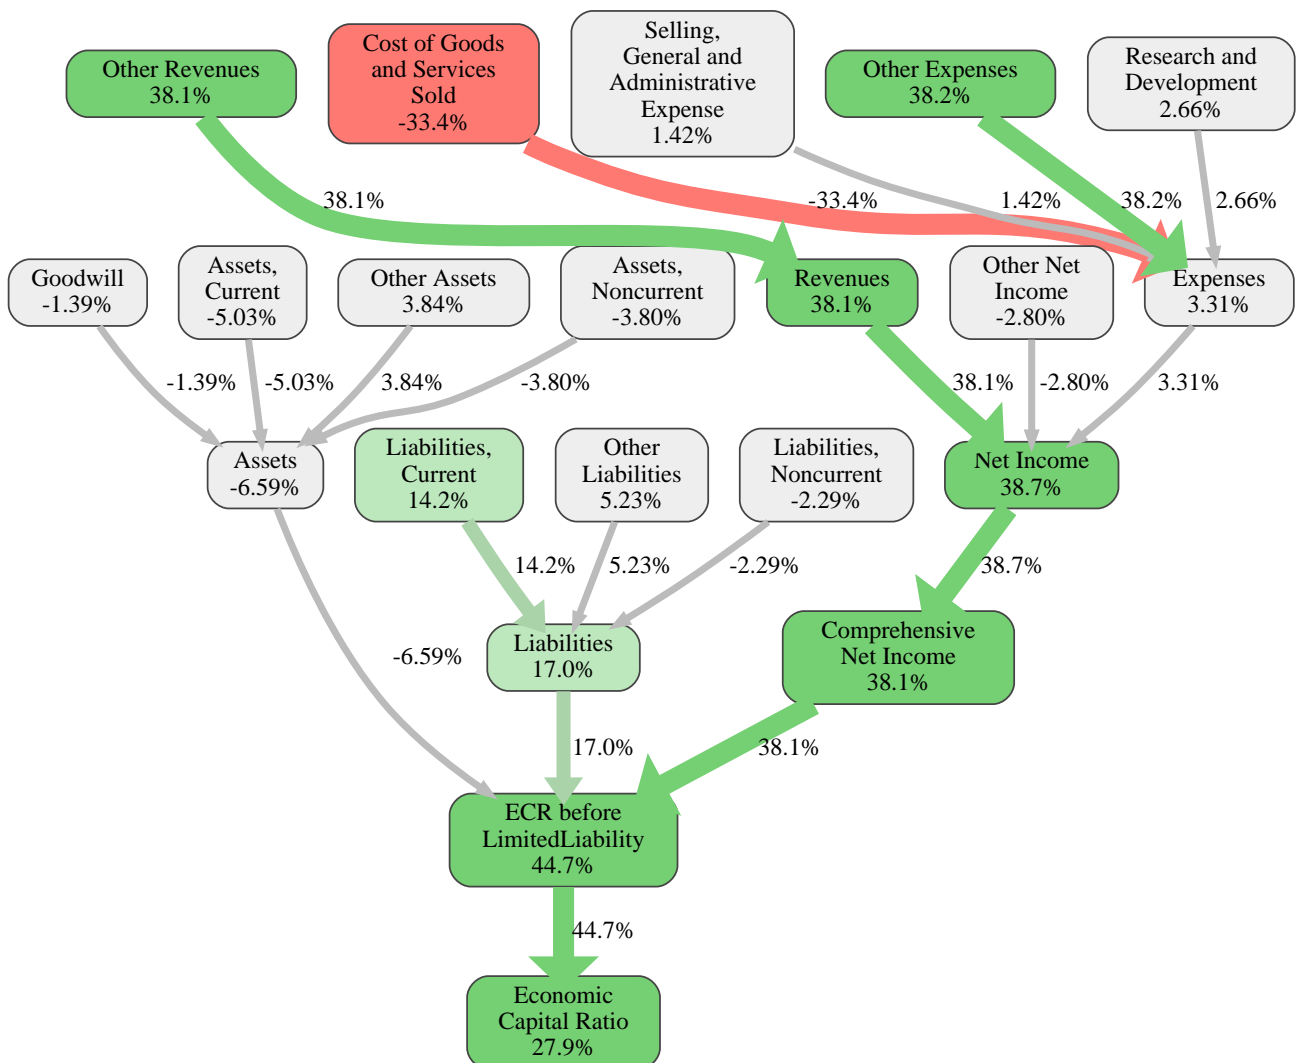 Other Revenues
38.1%
Cost of Goods
and Services
Sold
-33.4%
Selling,
General and
Administrative
Expense
1.42%
Other Expenses
38.2%
Research and
Development
2.66%
38.1%
-33.4%
1.42%
38.2%
2.66%
Goodwill
-1.39%
Assets,
Current
-5.03%
Other Assets
3.84%
Assets,
Noncurrent
-3.80%
Revenues
38.1%
Other Net
Income
-2.80%
Expenses
3.31%
-1.39%
-5.03%
3.84%
-3.80%
38.1%
-2.80%
3.31%
Assets
-6.59%
Liabilities,
Current
14.2%
Other
Liabilities
5.23%
Liabilities,
Noncurrent
-2.29%
Net Income
38.7%
14.2%
5.23%
-2.29%
38.7%
-6.59%
Liabilities
17.0%
Comprehensive
Net Income
38.1%
17.0%
38.1%
ECR before
LimitedLiability
44.7%
44.7%
Economic
Capital Ratio
27.9%